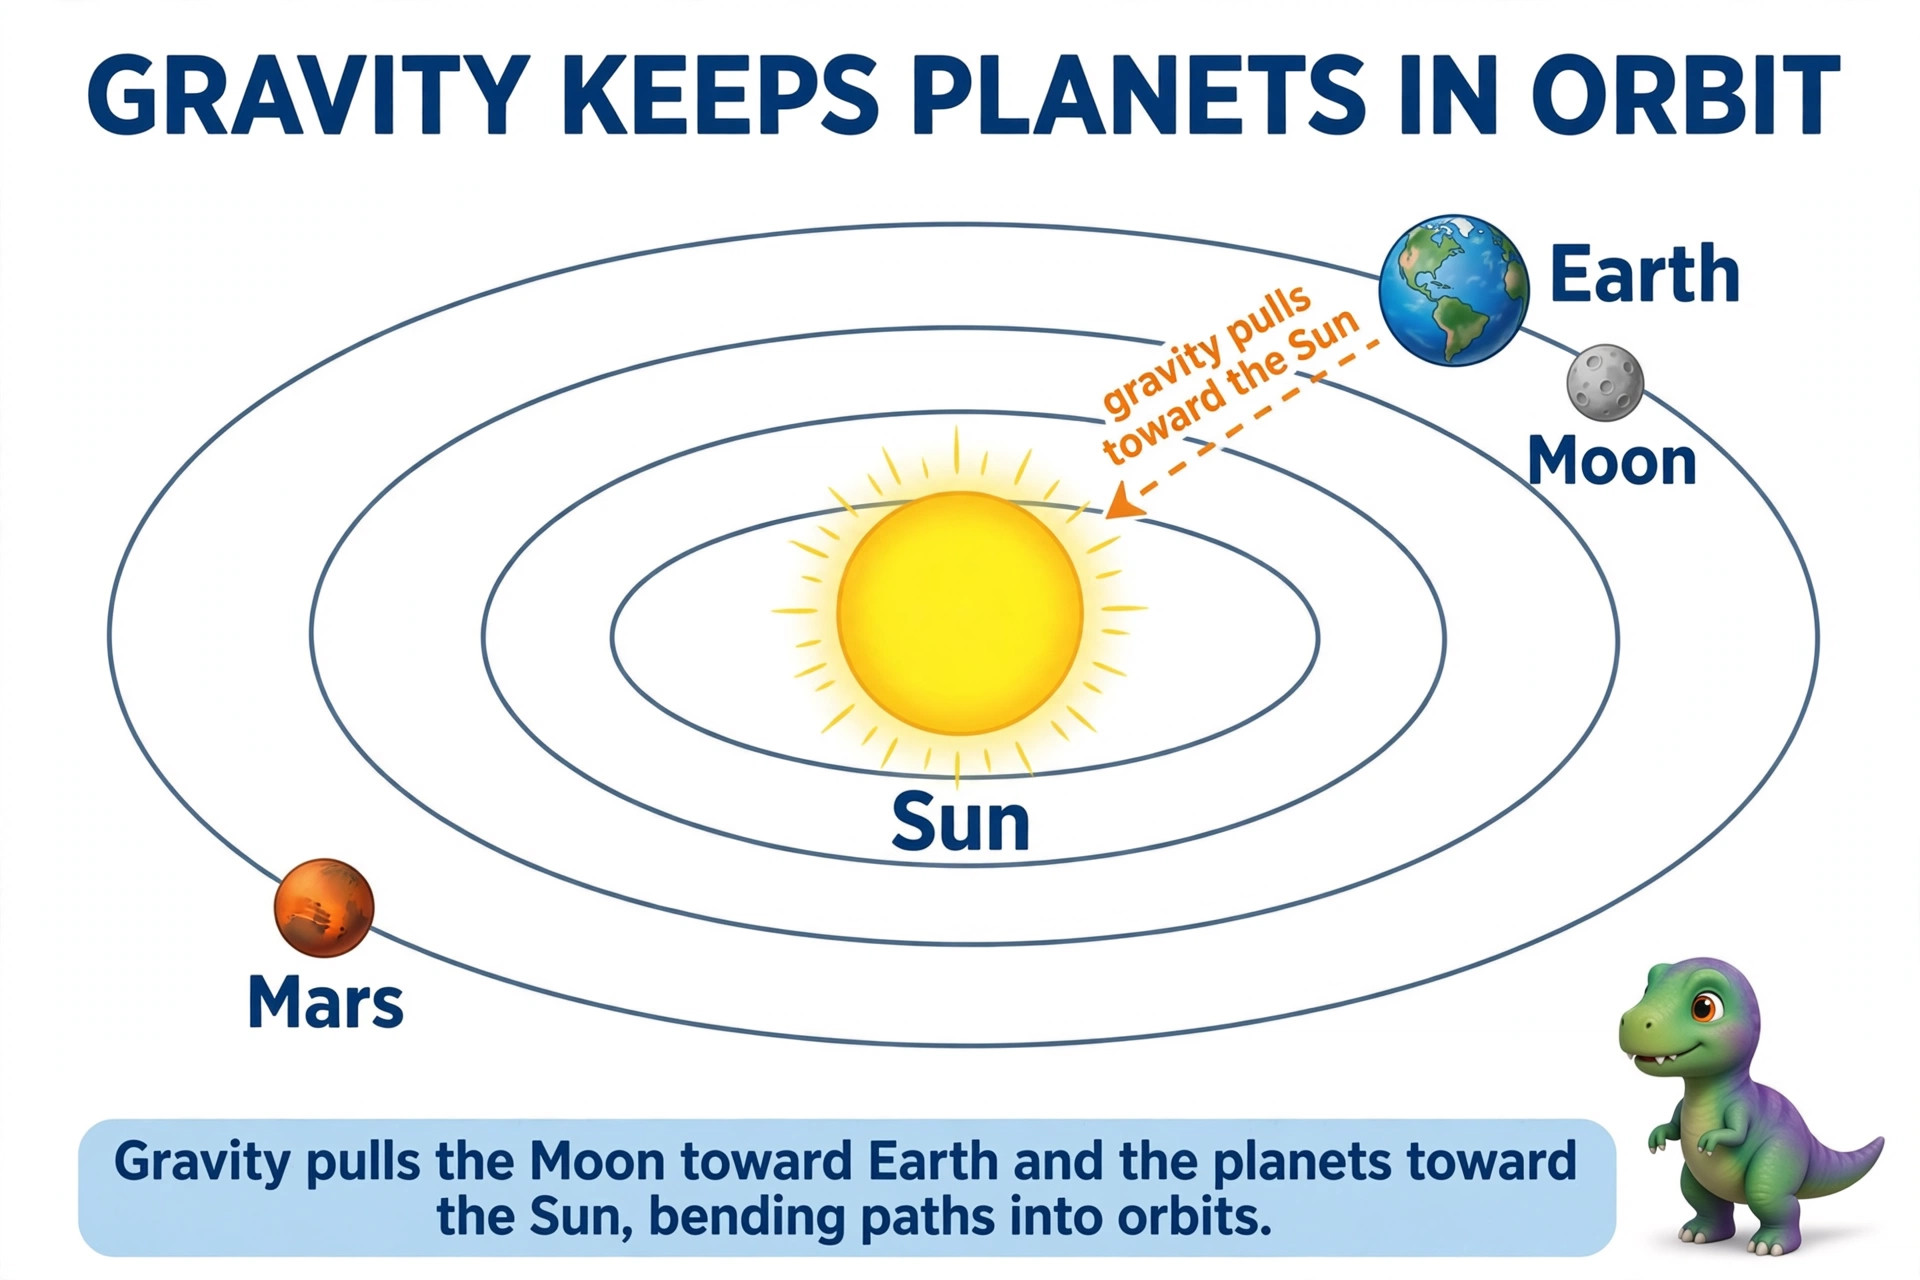 GRAVITY KEEPS PLANETS IN ORBIT
Earth
gravity pulls
toward the Sun
Moon
Sun
Mars
Gravity pulls the Moon toward Earth and the planets toward
the Sun, bending paths into orbits.